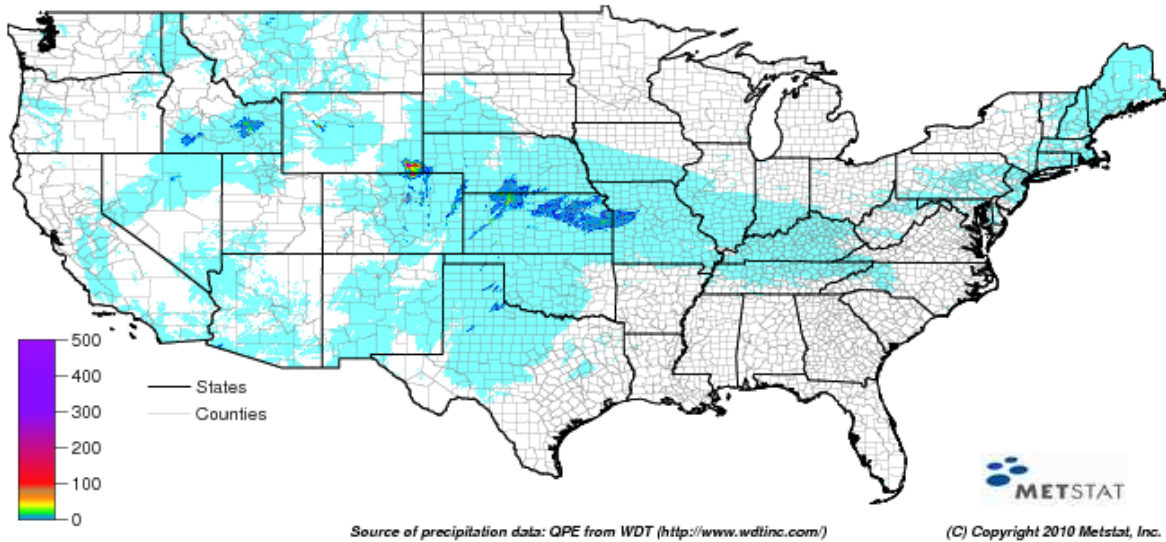 500
400
300
200
100
0
States
Counties
METSTAT
Source of precipitation data: QPE from WDT (http://www.wdtinc.com/)
(C) Copyright 2010 Metstat, Inc.